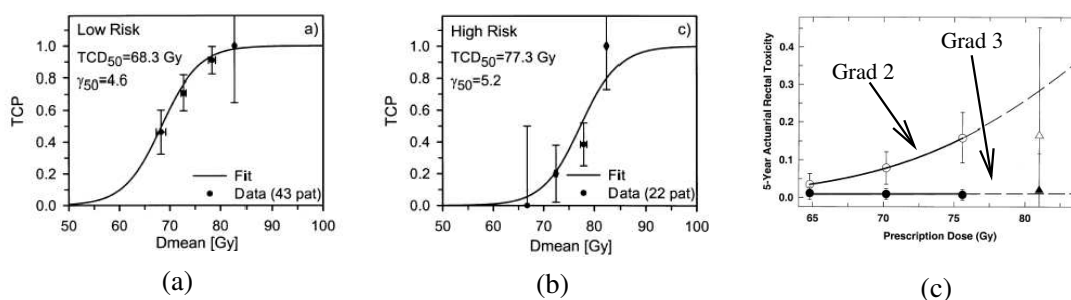 Low Risk
a)
TCD50=68.3 Gy
γ50=4.6
TCP
1.0
0.8
0.6
0.4
0.2
0.0
Fit
Data (43 pat)
50 60 70 80 90 100
Dmean [Gy]
(a)
High Risk
c)
TCD50=77.3 Gy
γ50=5.2
TCP
1.0
0.8
0.6
0.4
0.2
0.0
Fit
Data (22 pat)
50 60 70 80 90 100
Dmean [Gy]
(b)
5-Year Actuarial Rectal Toxicity
0.4
0.3
0.2
0.1
0.0
Grad 2
Grad 3
65 70 75 80
Prescription Dose (Gy)
(c)